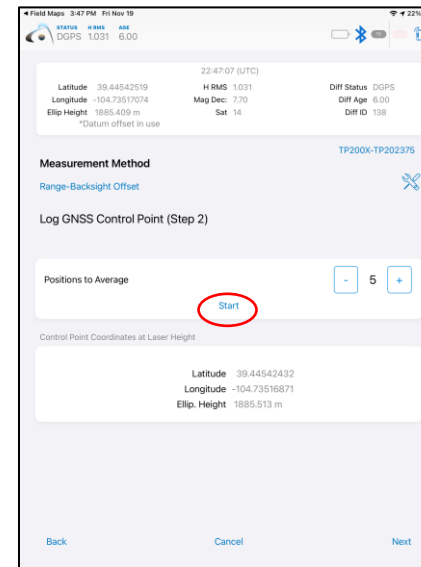 Field Maps 3:47 PM Fri Nov 19 22%
STATUS H RMS AGE
DGPS 1.031 6.00
22:47:07 (UTC)
Latitude 39.44542519 H RMS 1.031 Diff Status DGPS
Longitude -104.73517074 Mag Dec: 7.70 Diff Age 6.00
Ellip Height 1885.409 m Sat 14 Diff ID 138
*Datum offset in use
TP200X-TP202375
Measurement Method
Range-Backsight Offset
Log GNSS Control Point (Step 2)
Positions to Average - 5 +
Start
Control Point Coordinates at Laser Height
Latitude 39.44542432
Longitude -104.73516871
Ellip. Height 1885.513 m
Back Cancel Next